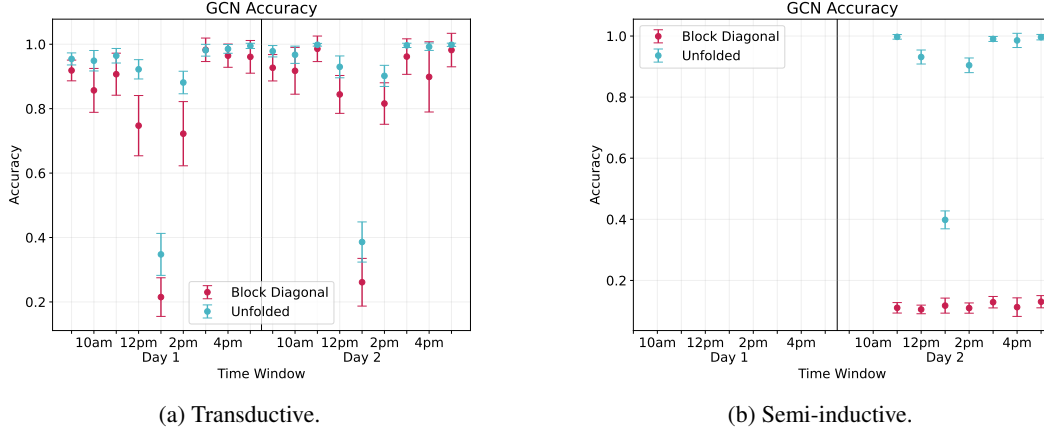 GCN Accuracy
1.0
0.8
0.6
0.4
0.2
Accuracy
Block Diagonal
Unfolded
10am 12pm 2pm 4pm 10am 12pm 2pm 4pm
Day 1 Day 2
Time Window
(a) Transductive.
GCN Accuracy
1.0
0.8
0.6
0.4
0.2
Accuracy
Block Diagonal
Unfolded
10am 12pm 2pm 4pm 10am 12pm 2pm 4pm
Day 1 Day 2
Time Window
(b) Semi-inductive.